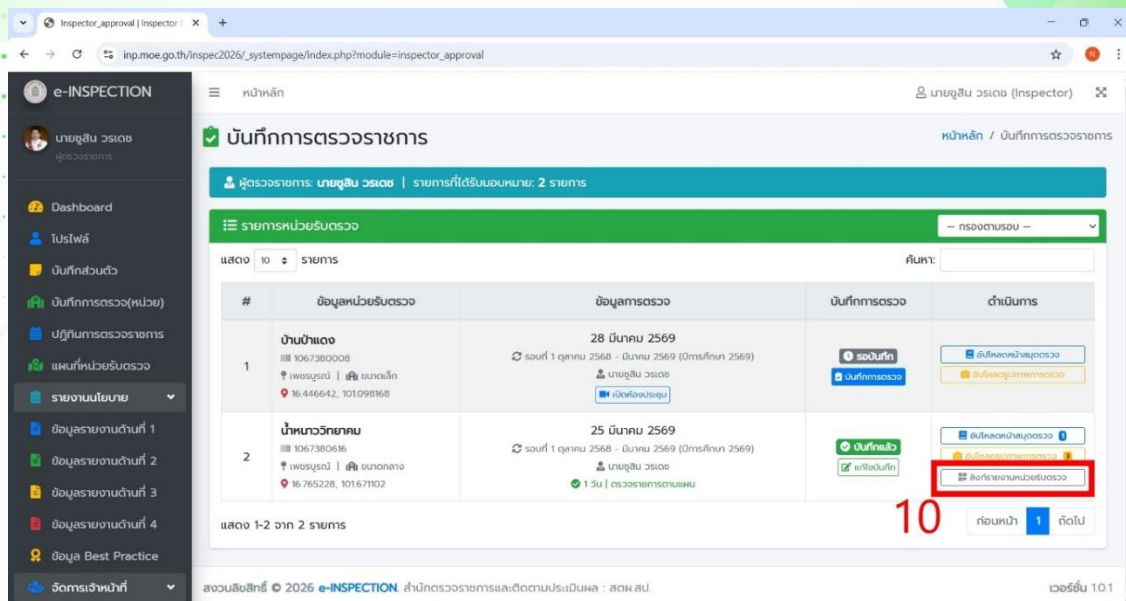 Inspector_approval | Inspector
inp.moe.go.th/inspec2026/_systempage/index.php?module=inspector_approval
N
e-INSPECTION
หน้าหลัก
นายชูสิน วรเดช (Inspector)
นายชูสิน วรเดช
ผู้ตรวจราชการ
บันทึกการตรวจราชการ
หน้าหลัก / บันทึกการตรวจราชการ
ผู้ตรวจราชการ: นายชูสิน วรเดช | รายการที่ได้รับมอบหมาย: 2 รายการ
Dashboard
โปรไฟล์
บันทึกส่วนตัว
บันทึกการตรวจ(หน่วย)
ปฏิทินการตรวจราชการ
แผนที่หน่วยรับตรวจ
รายงานนโยบาย
ข้อมูลรายงานด้านที่ 1
ข้อมูลรายงานด้านที่ 2
ข้อมูลรายงานด้านที่ 3
ข้อมูลรายงานด้านที่ 4
ข้อมูล Best Practice
จัดการเจ้าหน้าที่
รายการหน่วยรับตรวจ
– กรองตามรอบ –
แสดง 10 รายการ
ค้นหา:
# ข้อมูลหน่วยรับตรวจ ข้อมูลการตรวจ บันทึกการตรวจ ดำเนินการ
1
บ้านป่าแดง
1067380008
เพชรบูรณ์ | ขนาดเล็ก
16.446642, 101.098168
28 มีนาคม 2569
รอบที่ 1 ตุลาคม 2568 - มีนาคม 2569 (ปีการศึกษา 2569)
นายชูสิน วรเดช
เปิดห้องประชุม
รอบันทึก
บันทึกการตรวจ
อัปโหลดหน้าสมุดตรวจ
อัปโหลดรูปภาพการตรวจ
2
น้ำหนาววิทยาคม
1067380616
เพชรบูรณ์ | ขนาดกลาง
16.765228, 101.671102
25 มีนาคม 2569
รอบที่ 1 ตุลาคม 2568 - มีนาคม 2569 (ปีการศึกษา 2569)
นายชูสิน วรเดช
1 วัน | ตรวจราชการตามแผน
บันทึกแล้ว
แก้ไขบันทึก
อัปโหลดหน้าสมุดตรวจ 1
อัปโหลดรูปภาพการตรวจ 3
ลิงก์รายงานหน่วยรับตรวจ
10
แสดง 1-2 จาก 2 รายการ
ก่อนหน้า 1 ถัดไป
สงวนลิขสิทธิ์ © 2026 e-INSPECTION. สำนักตรวจราชการและติดตามประเมินผล : สตผ.สป.
เวอร์ชั่น 1.0.1